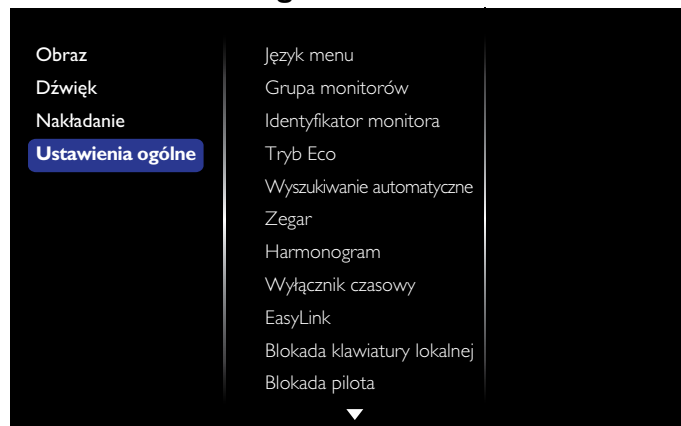 Obraz
Dźwięk
Nakładanie
Ustawienia ogólne
Język menu
Grupa monitorów
Identyfikator monitora
Tryb Eco
Wyszukiwanie automatyczne
Zegar
Harmonogram
Wyłącznik czasowy
EasyLink
Blokada klawiatury lokalnej
Blokada pilota